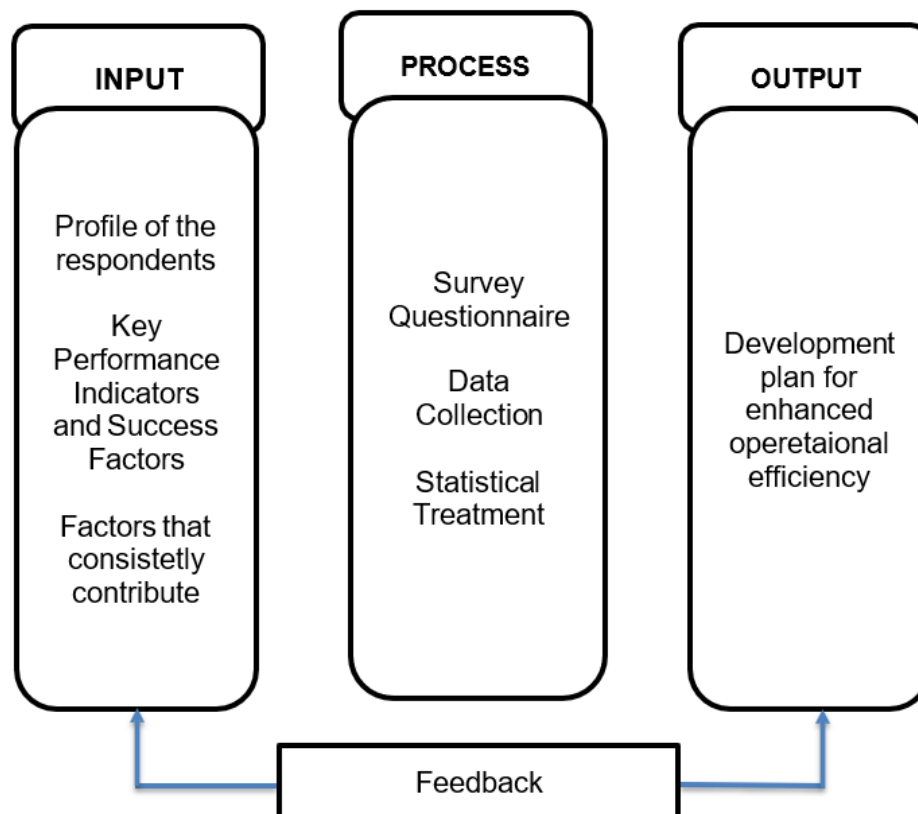 INPUT
Profile of the
respondents
Key
Performance
Indicators
and Success
Factors
Factors that
consistetly
contribute
PROCESS
Survey
Questionnaire
Data
Collection
Statistical
Treatment
OUTPUT
Development
plan for
enhanced
operetaional
efficiency
Feedback